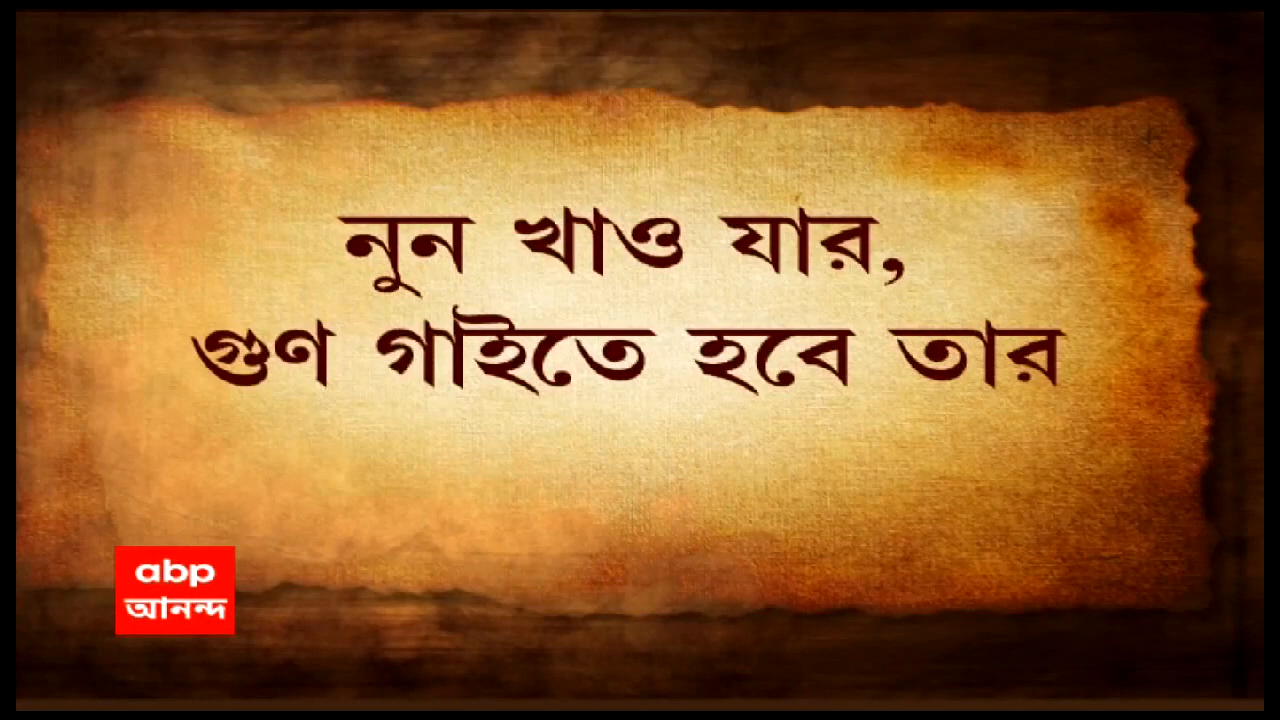 নুন খাও যার,
গুণ গাইতে হবে তার
abp
আনন্দ